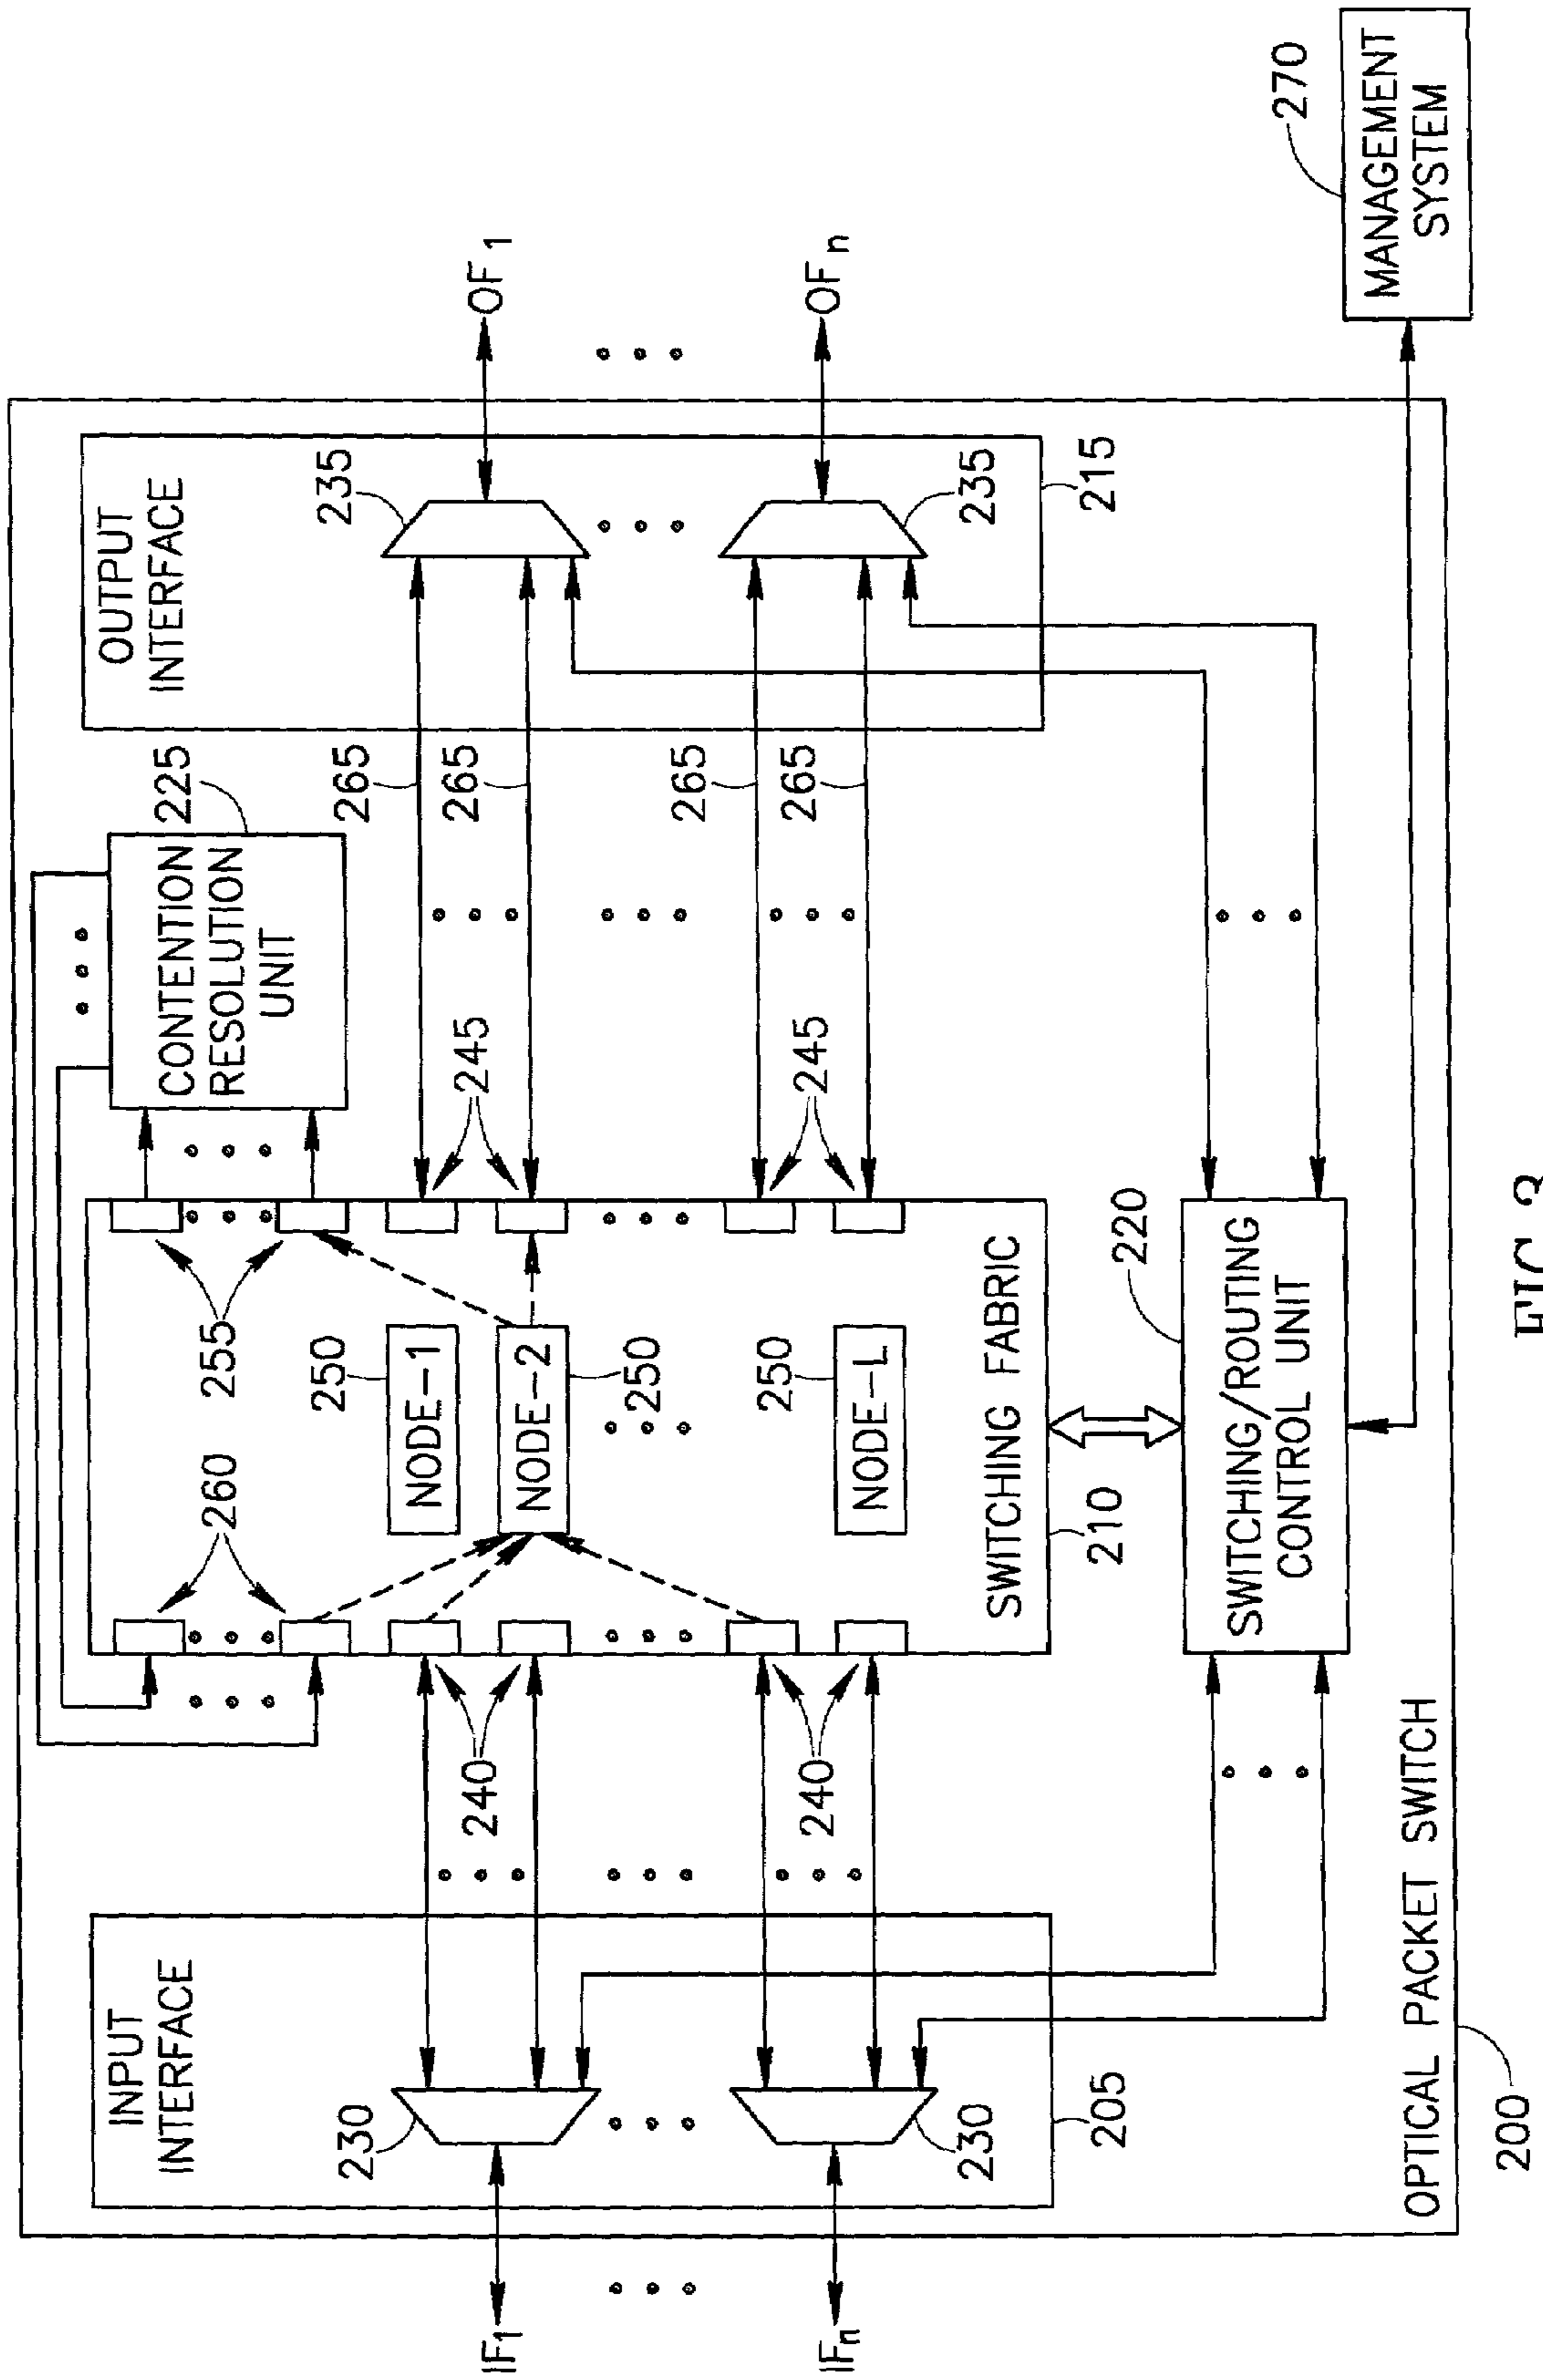 CONTENTION
RESOLUTION
UNIT
225
INPUT
INTERFACE
OUTPUT
INTERFACE
260
255
230
235
240
245
265
265
250
NODE-1
NODE-2
250
250
NODE-L
240
245
265
265
230
235
IF1
IFn
OF1
OFn
SWITCHING FABRIC
205
210
215
220
SWITCHING/ROUTING
CONTROL UNIT
270
MANAGEMENT
SYSTEM
OPTICAL PACKET SWITCH
200
FIG.3